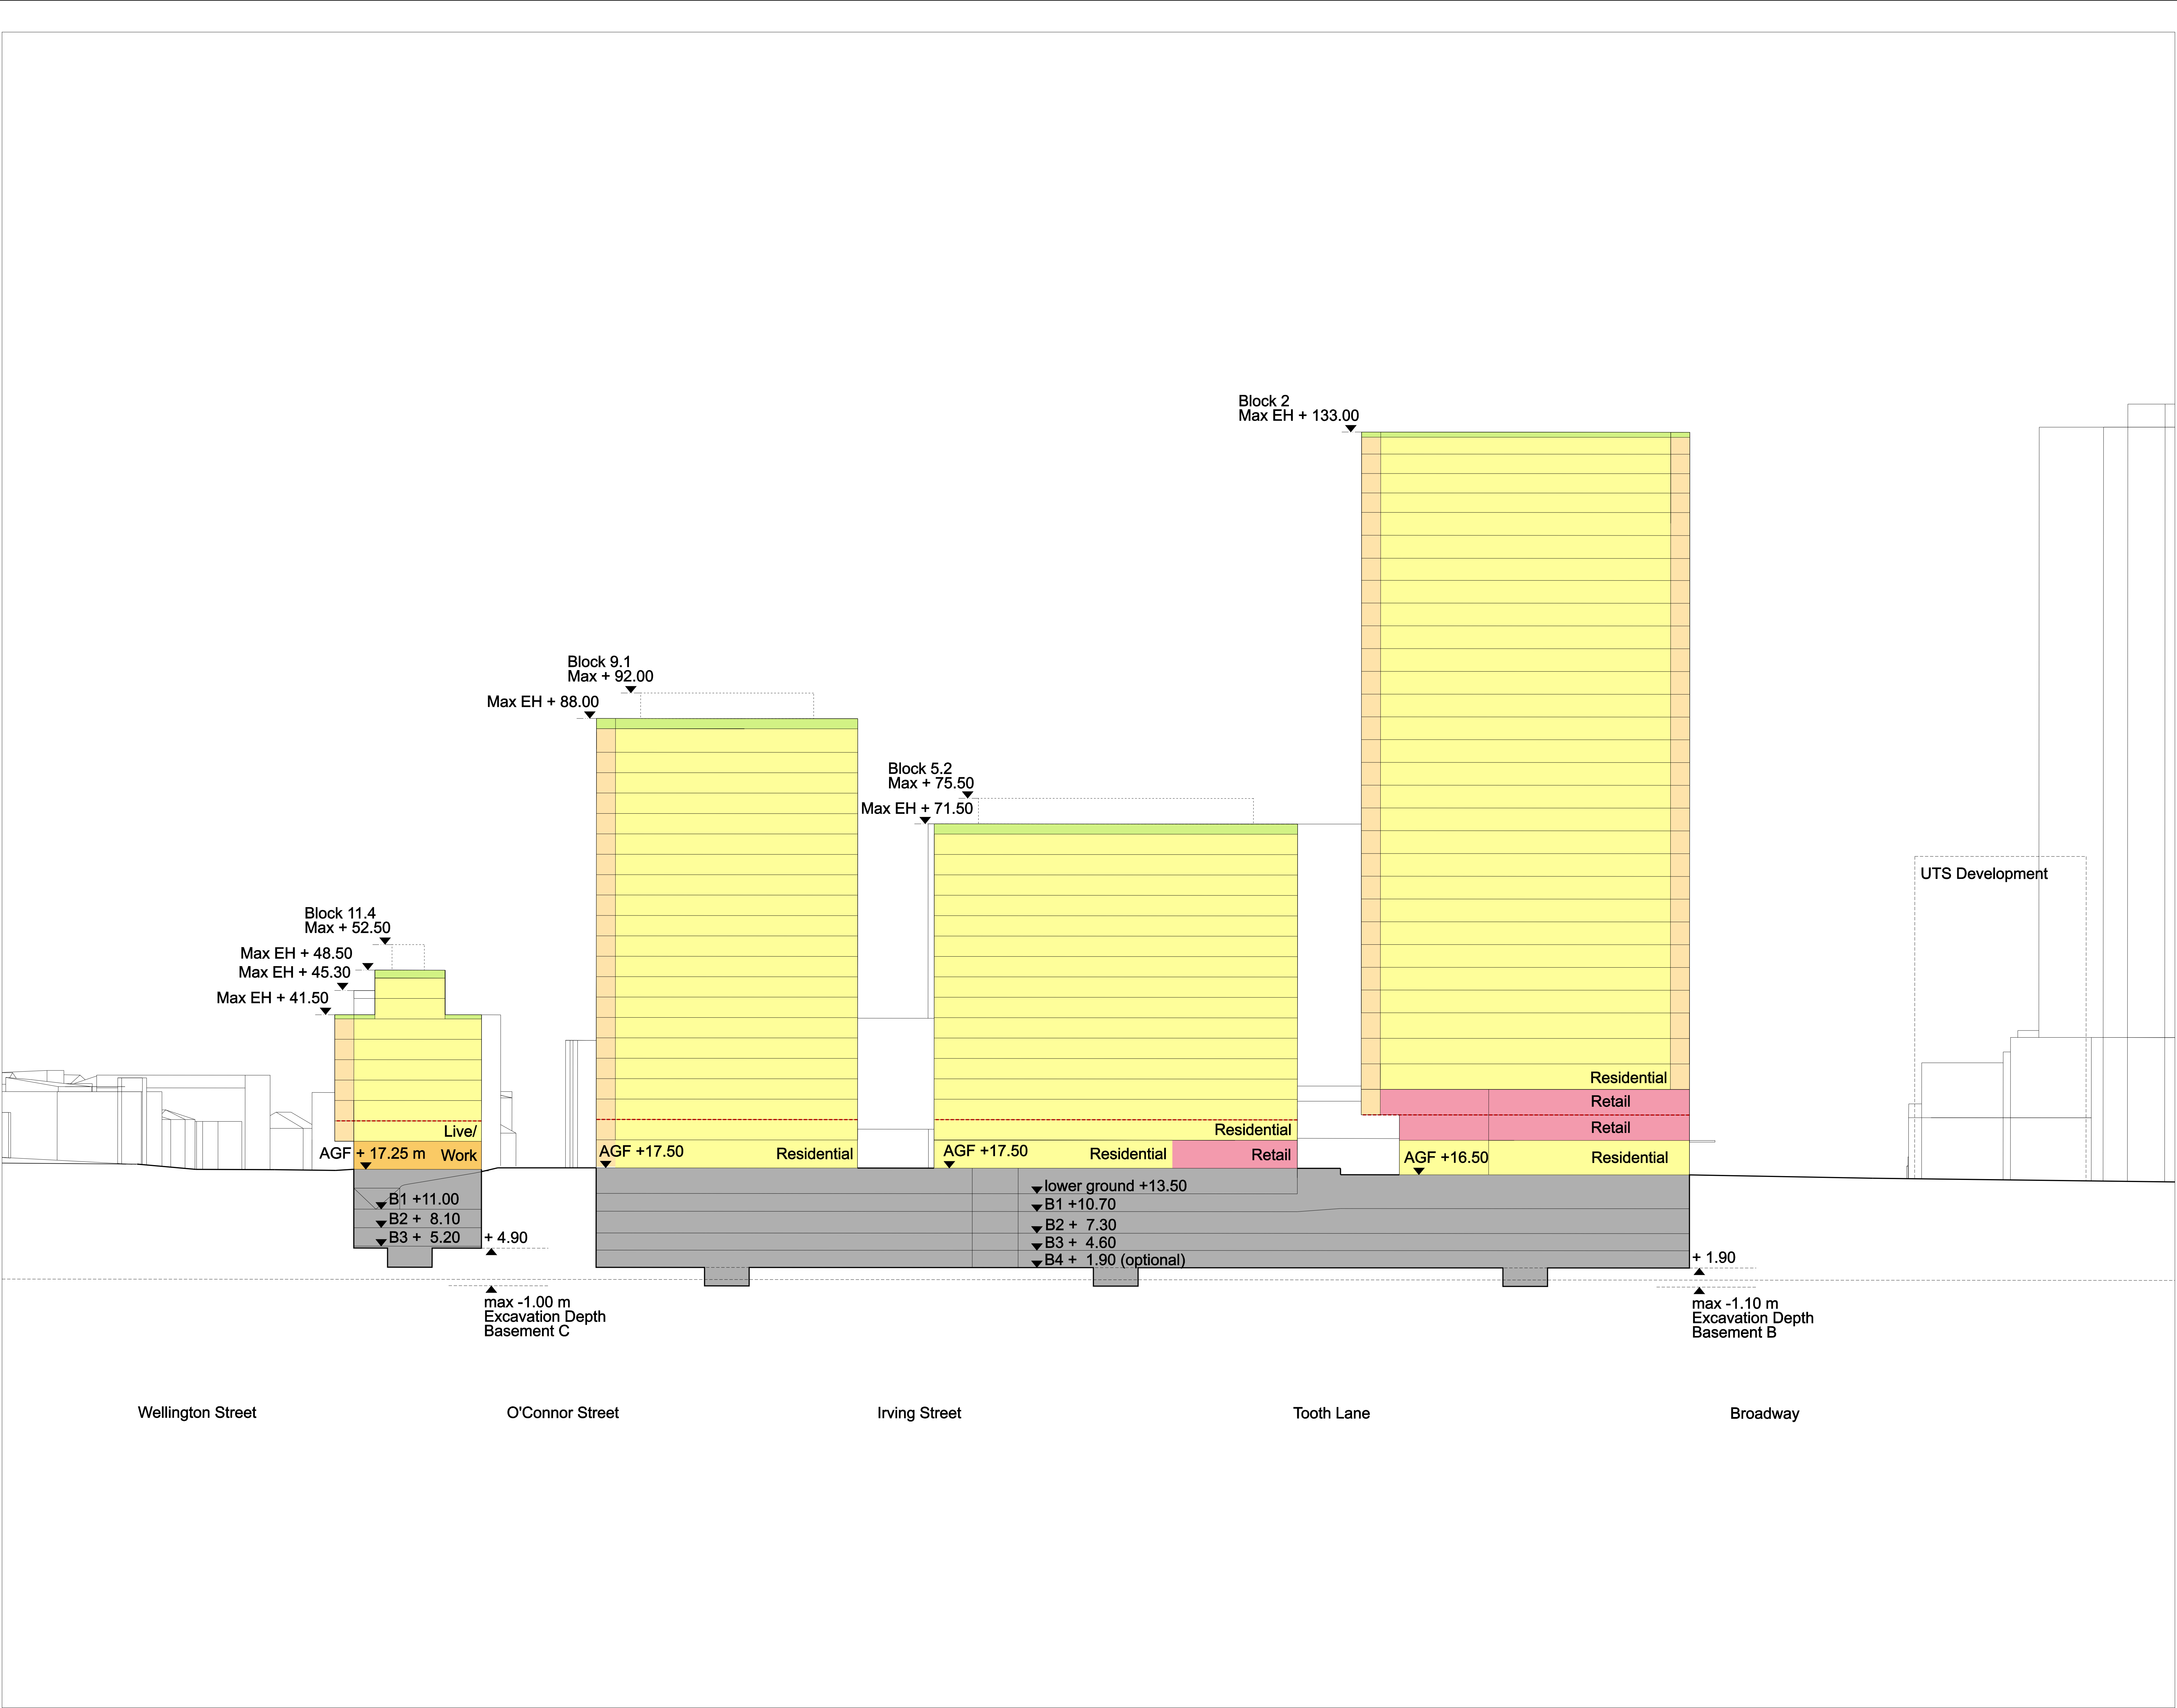 Block 2
Max EH + 133.00
Block 9.1
Max + 92.00
Max EH + 88.00
Block 5.2
Max + 75.50
Max EH + 71.50
UTS Development
Block 11.4
Max + 52.50
Max EH + 48.50
Max EH + 45.30
Max EH + 41.50
Residential
Retail
Retail
Residential
AGF +16.50
Live/
Work
AGF + 17.25 m
AGF +17.50
Residential
AGF +17.50
Residential
Residential
Retail
B1 +11.00
B2 + 8.10
B3 + 5.20
+ 4.90
lower ground +13.50
B1 +10.70
B2 + 7.30
B3 + 4.60
B4 + 1.90 (optional)
+ 1.90
max -1.00 m
Excavation Depth
Basement C
max -1.10 m
Excavation Depth
Basement B
Wellington Street
O'Connor Street
Irving Street
Tooth Lane
Broadway